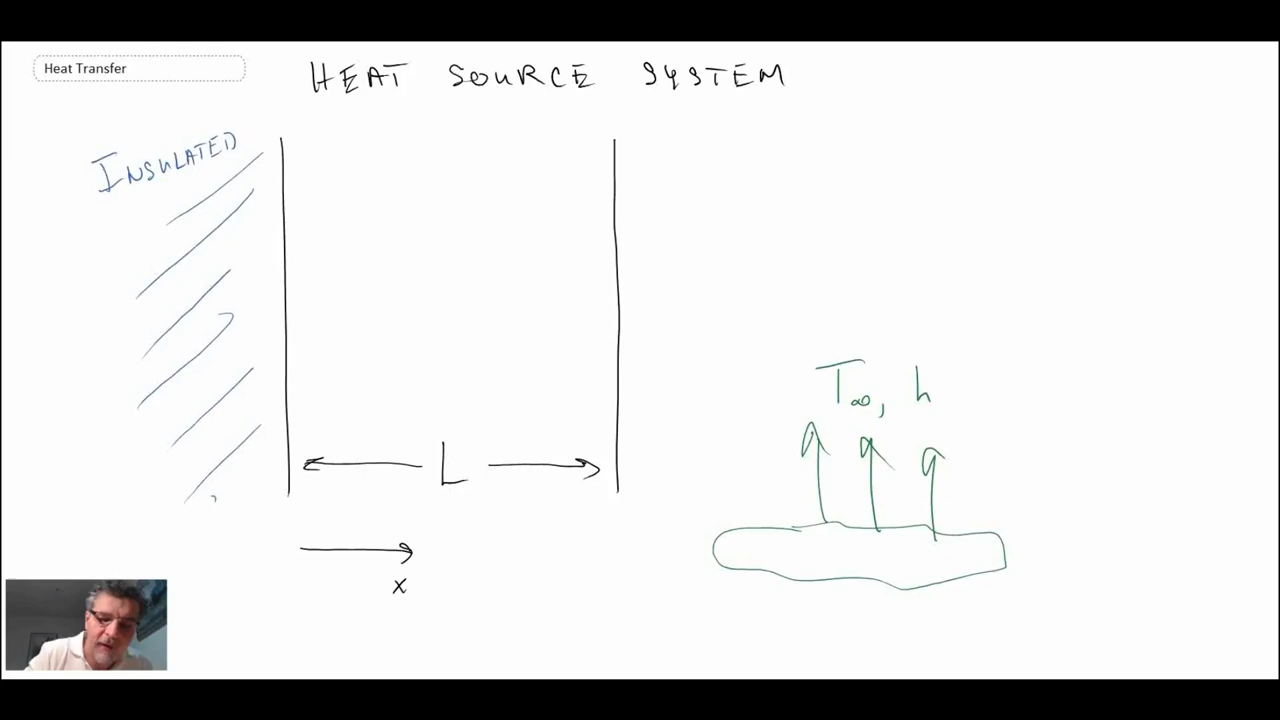 Heat Transfer
HEAT SOURCE SYSTEM
INSULATED
T∞, h
L
x